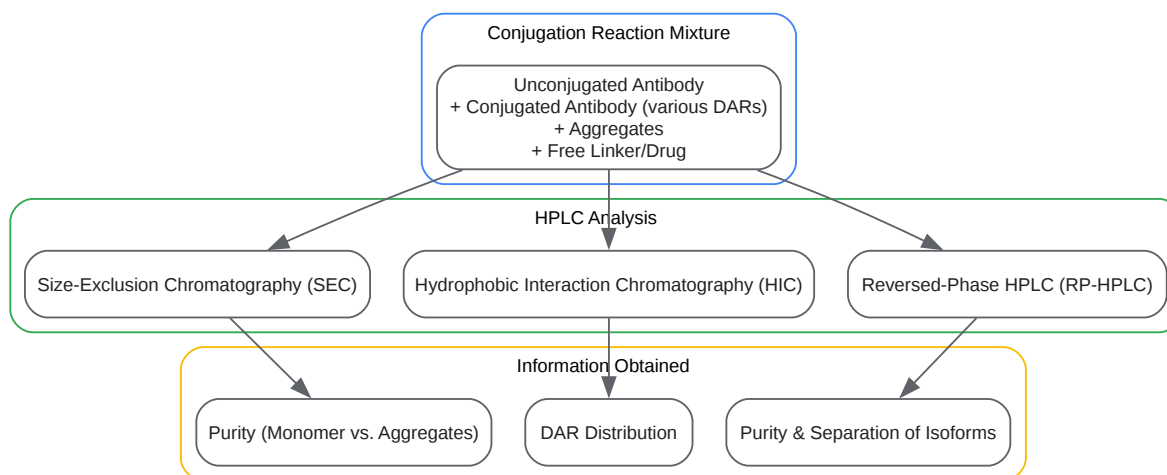 Conjugation Reaction Mixture
Unconjugated Antibody
+ Conjugated Antibody (various DARs)
+ Aggregates
+ Free Linker/Drug
HPLC Analysis
Size-Exclusion Chromatography (SEC)
Hydrophobic Interaction Chromatography (HIC)
Reversed-Phase HPLC (RP-HPLC)
Information Obtained
Purity (Monomer vs. Aggregates)
DAR Distribution
Purity & Separation of Isoforms